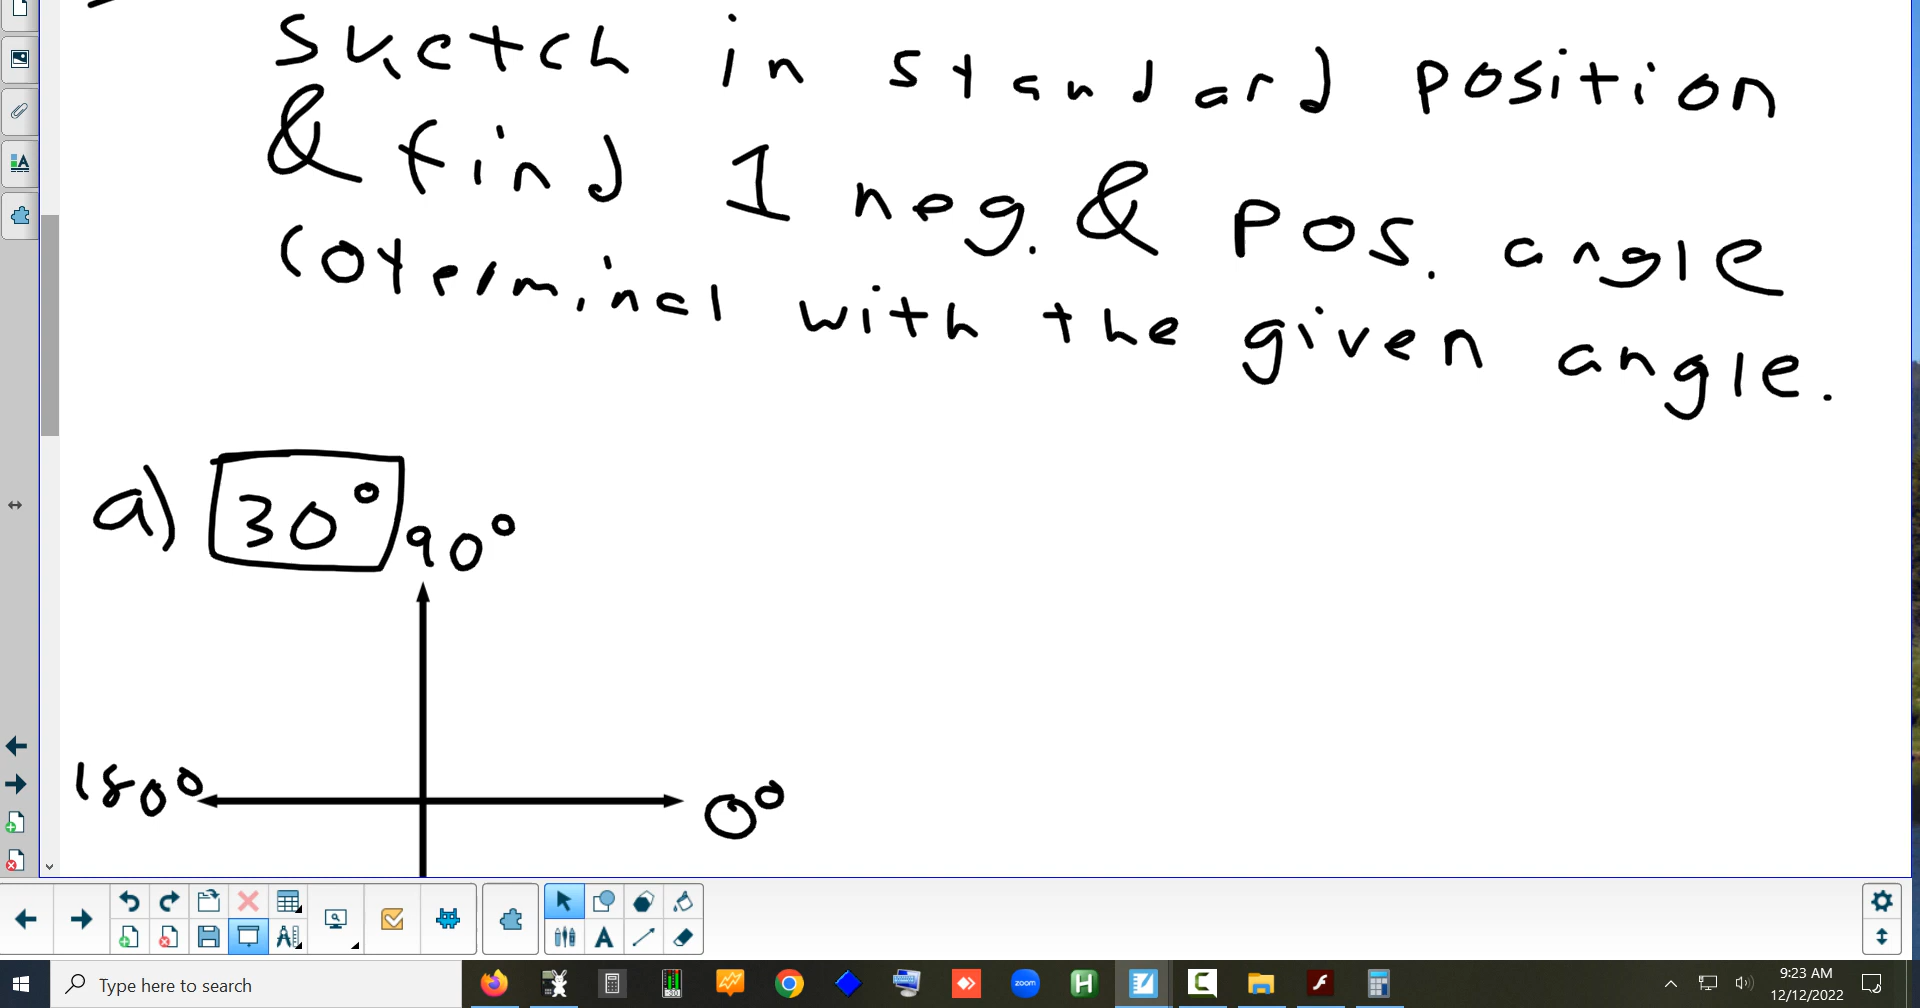 sketch in standard position
& find 1 neg. & pos. angle
coterminal with the given angle.
a) 30°
90°
180°
0°
A
zoom
H
Type here to search
9:23 AM
12/12/2022